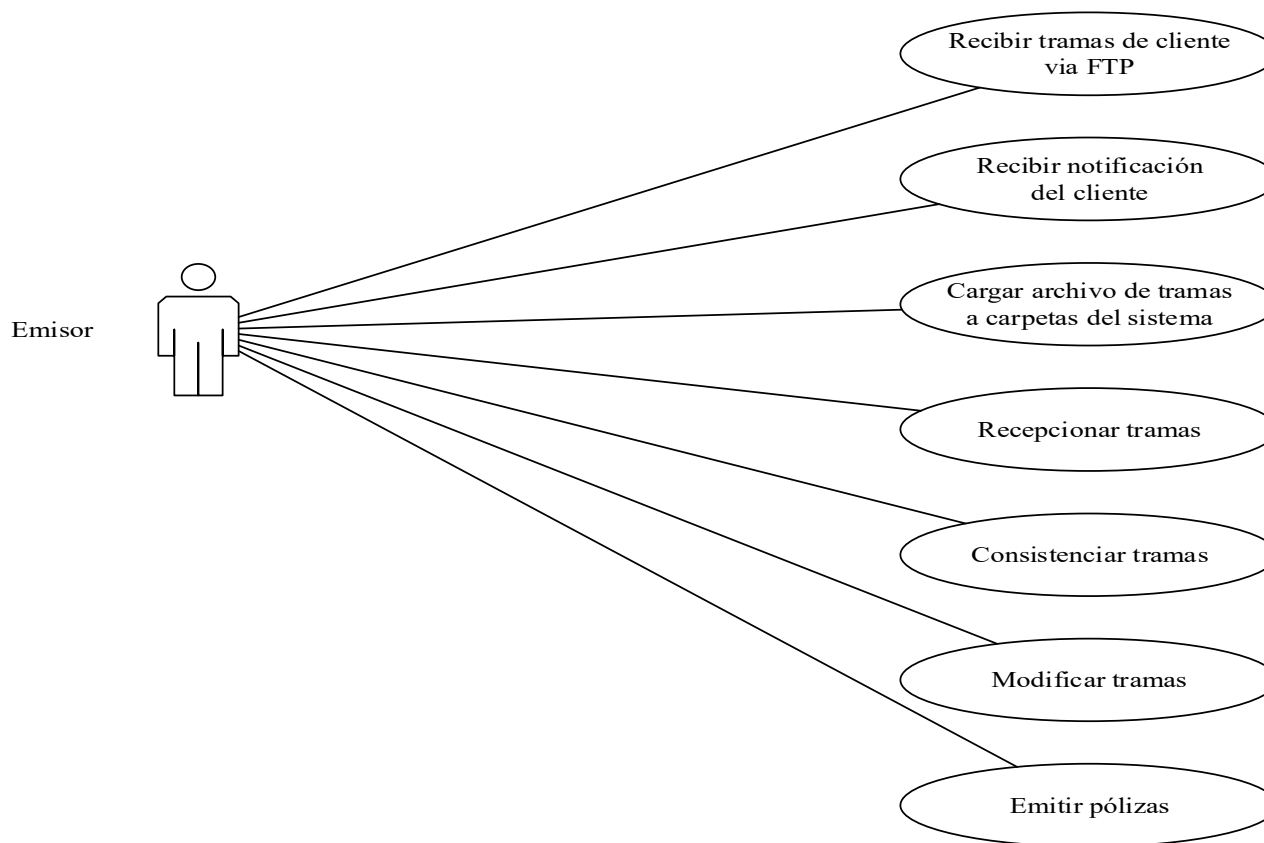 Recibir tramas de cliente
via FTP
Recibir notificación
del cliente
Cargar archivo de tramas
a carpetas del sistema
Emisor
Recepcionar tramas
Consistenciar tramas
Modificar tramas
Emitir pólizas